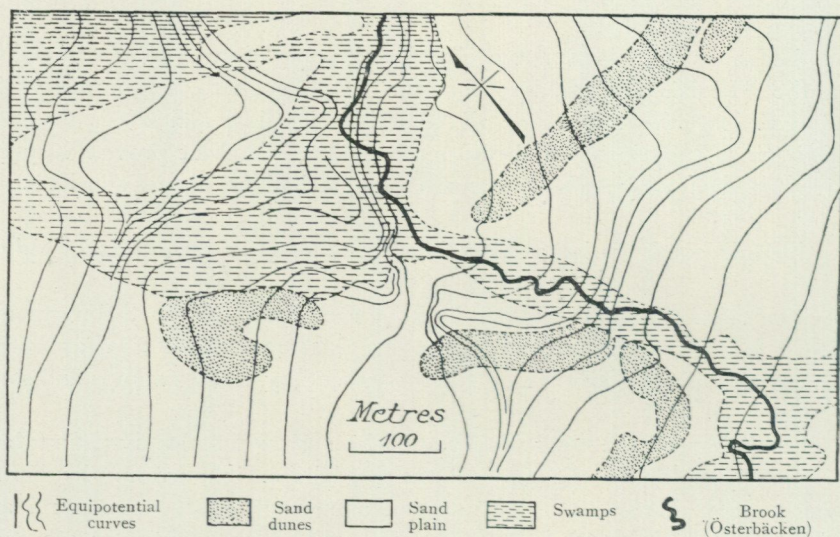 Metres
100
Equipotential
curves
Sand
dunes
Sand
plain
Swamps
Brook
(Österbäcken)